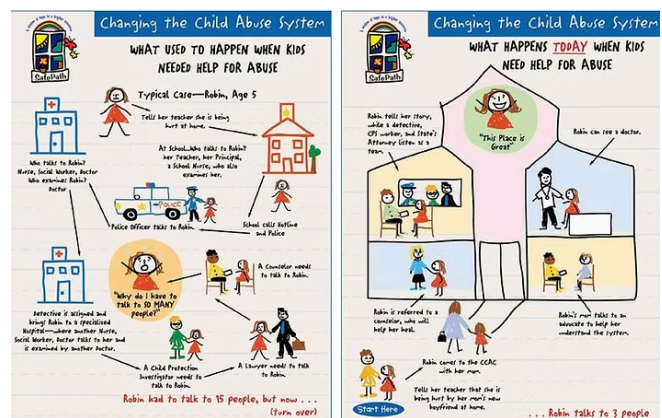 Changing the Child Abuse System
SafePath
WHAT USED TO HAPPEN WHEN KIDS
NEEDED HELP FOR ABUSE
Typical Case—Robin, Age 5
Tells her teacher she is being
hurt at home.
At School...Who talks to Robin?
her Teacher, her Principal,
a School Nurse, who also
examines her.
Who talks to Robin?
Nurse, Social Worker, Doctor
Who examines Robin?
Doctor
POLICE
Police Officer talks to Robin.
School calls Hotline
and Police
"Why do I have to
talk to SO MANY
people?"
A Counselor needs
to talk to Robin.
Detective is assigned and
brings Robin to a specialized
Hospital—where another Nurse,
Social Worker, Doctor talks to her and
is examined by another Doctor.
A Child Protection
Investigator needs to
talk to Robin.
A Lawyer needs to talk
to Robin.
Robin had to talk to 15 people, but now . . .
(turn over)
Changing the Child Abuse System
SafePath
WHAT HAPPENS TODAY WHEN KIDS
NEED HELP FOR ABUSE
"This Place is
Great"
Robin tells her story,
while a detective,
CPS worker, and State's
Attorney listen as a
team.
Robin can see a doctor.
Robin is referred to a
counselor, who will
help her heal.
Robin's mom talks to an
advocate to help her
understand the system.
Robin comes to the CCAC
with her mom.
Tells her teacher that she is
being hurt by her mom's new
boyfriend at home.
Start Here
. . . Robin talks to 3 people